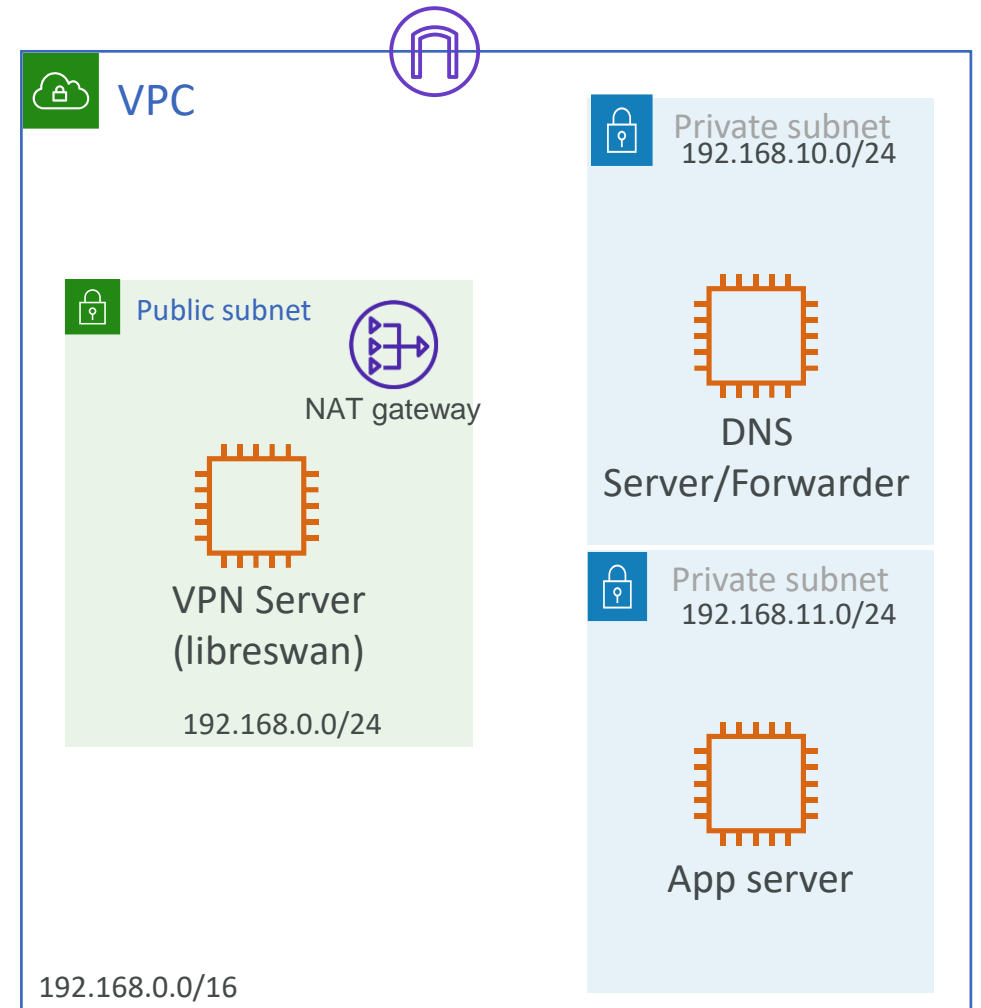 VPC
Private subnet
192.168.10.0/24
Public subnet
NAT gateway
DNS
Server/Forwarder
VPN Server
(libreswan)
192.168.0.0/24
Private subnet
192.168.11.0/24
App server
192.168.0.0/16